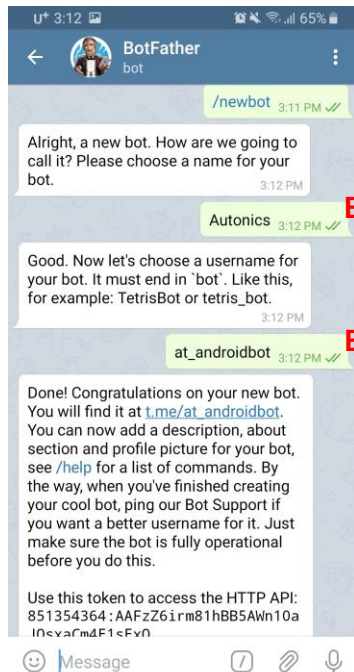 U+ 3:12 65%
BotFather
bot
/newbot 3:11 PM
Alright, a new bot. How are we going to
call it? Please choose a name for your
bot.
3:12 PM
Autonics 3:12 PM
Good. Now let's choose a username for
your bot. It must end in `bot`. Like this,
for example: TetrisBot or tetris_bot.
3:12 PM
at_androidbot 3:12 PM
Done! Congratulations on your new bot.
You will find it at t.me/at_androidbot.
You can now add a description, about
section and profile picture for your bot,
see /help for a list of commands. By
the way, when you've finished creating
your cool bot, ping our Bot Support if
you want a better username for it. Just
make sure the bot is fully operational
before you do this.
Use this token to access the HTTP API:
851354364:AAFzZ6irm81hBB5AWn10a
Message